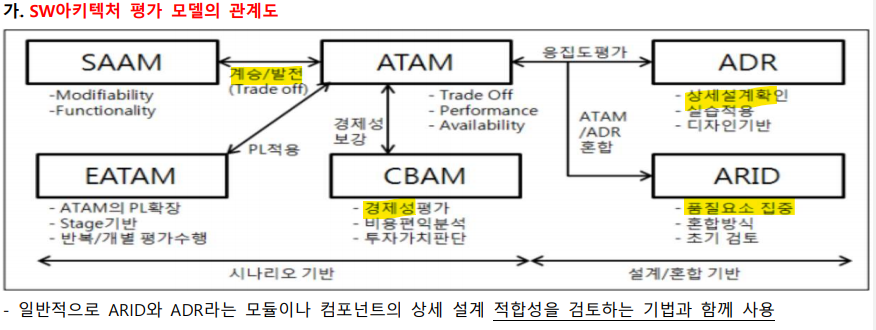 가. SW아키텍처 평가 모델의 관계도
SAAM
계승/발전
(Trade off)
ATAM
응집도평가
ADR
-Modifiability
-Functionality
- Trade Off
- Performance
- Availability
- 상세설계확인
- 실습적용
- 디자인기반
PL적용
경제성
보강
ATAM
/ADR
혼합
EATAM
CBAM
ARID
- ATAM의 PL확장
- Stage기반
- 반복/개별 평가수행
- 경제성평가
- 비용편익분석
- 투자가치판단
- 품질요소 집중
- 혼합방식
- 초기 검토
시나리오 기반
설계/혼합 기반
- 일반적으로 ARID와 ADR라는 모듈이나 컴포넌트의 상세 설계 적합성을 검토하는 기법과 함께 사용